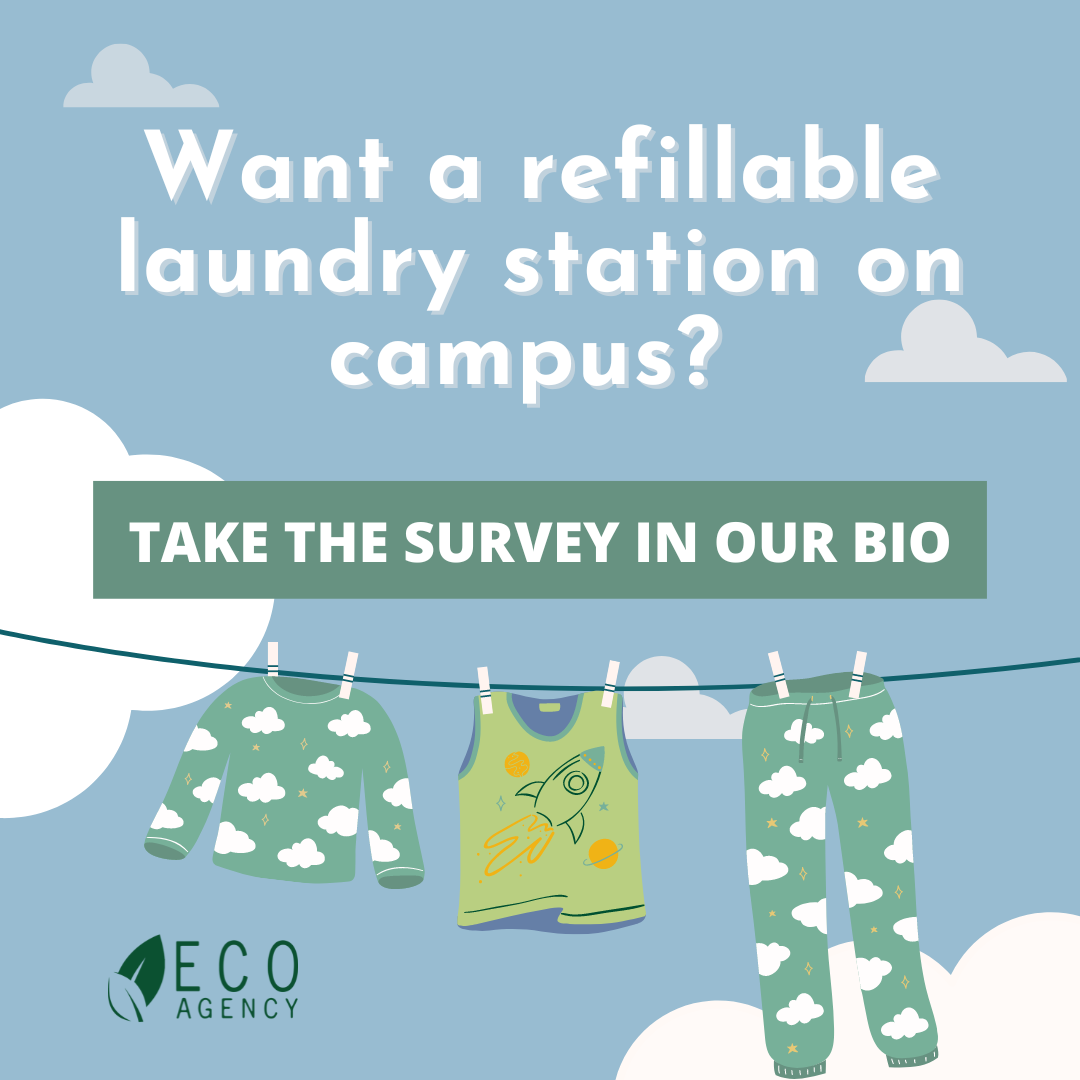 Want a refillable
laundry station on
campus?
TAKE THE SURVEY IN OUR BIO
ECO
AGENCY